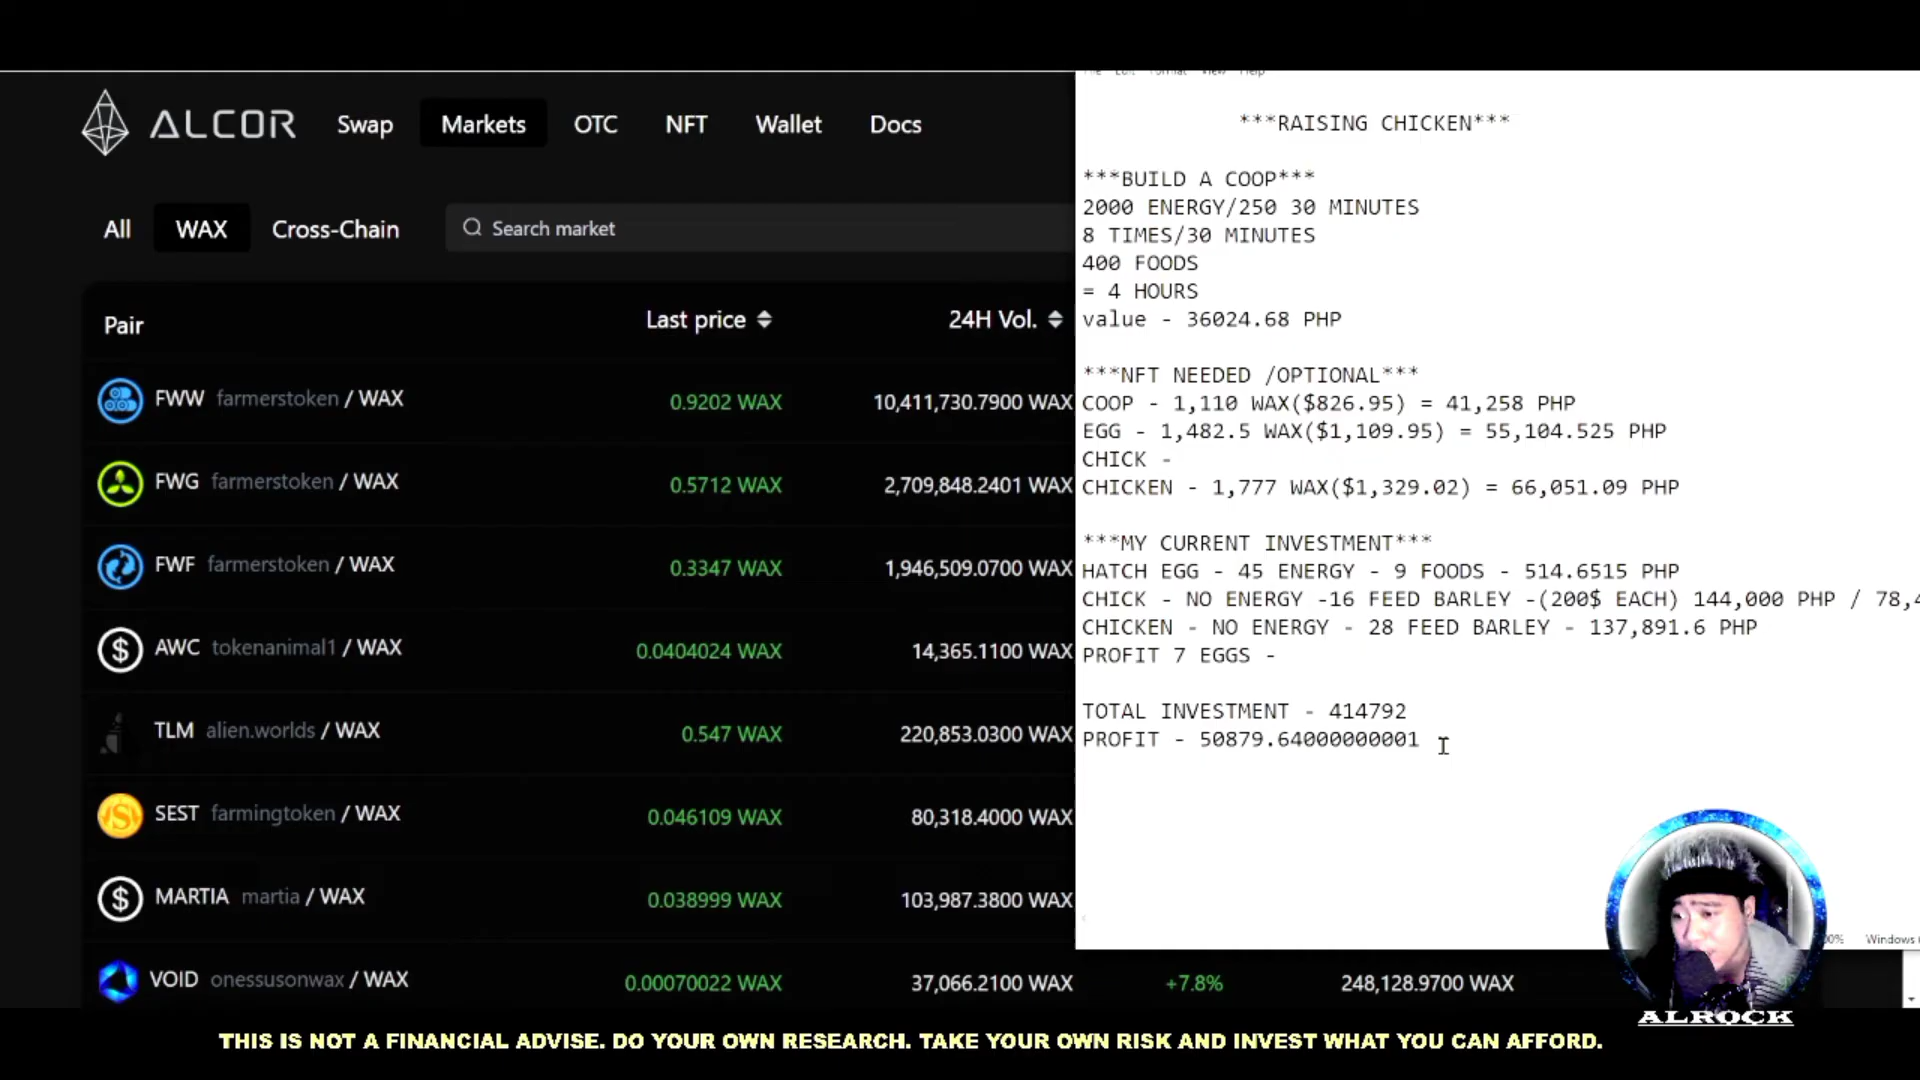 ALCOR
Swap
Markets
OTC
NFT
Wallet
Docs
All
WAX
Cross-Chain
Search market
Pair
Last price
24H Vol.
FWW farmerstoken / WAX
0.9202 WAX
10,411,730.7900 WAX
FWG farmerstoken / WAX
0.5712 WAX
2,709,848.2401 WAX
FWF farmerstoken / WAX
0.3347 WAX
1,946,509.0700 WAX
AWC tokenanimal1 / WAX
0.0404024 WAX
14,365.1100 WAX
TLM alien.worlds / WAX
0.547 WAX
220,853.0300 WAX
SEST farmingtoken / WAX
0.046109 WAX
80,318.4000 WAX
MARTIA martia / WAX
0.038999 WAX
103,987.3800 WAX
VOID onessusonwax / WAX
0.00070022 WAX
37,066.2100 WAX
+7.8%
248,128.9700 WAX
***RAISING CHICKEN***
***BUILD A COOP***
2000 ENERGY/250 30 MINUTES
8 TIMES/30 MINUTES
400 FOODS
= 4 HOURS
value - 36024.68 PHP
***NFT NEEDED /OPTIONAL***
COOP - 1,110 WAX($826.95) = 41,258 PHP
EGG - 1,482.5 WAX($1,109.95) = 55,104.525 PHP
CHICK -
CHICKEN - 1,777 WAX($1,329.02) = 66,051.09 PHP
***MY CURRENT INVESTMENT***
HATCH EGG - 45 ENERGY - 9 FOODS - 514.6515 PHP
CHICK - NO ENERGY -16 FEED BARLEY -(200$ EACH) 144,000 PHP / 78,4
CHICKEN - NO ENERGY - 28 FEED BARLEY - 137,891.6 PHP
PROFIT 7 EGGS -
TOTAL INVESTMENT - 414792
PROFIT - 50879.64000000001
Windows
ALROCK
THIS IS NOT A FINANCIAL ADVISE. DO YOUR OWN RESEARCH. TAKE YOUR OWN RISK AND INVEST WHAT YOU CAN AFFORD.